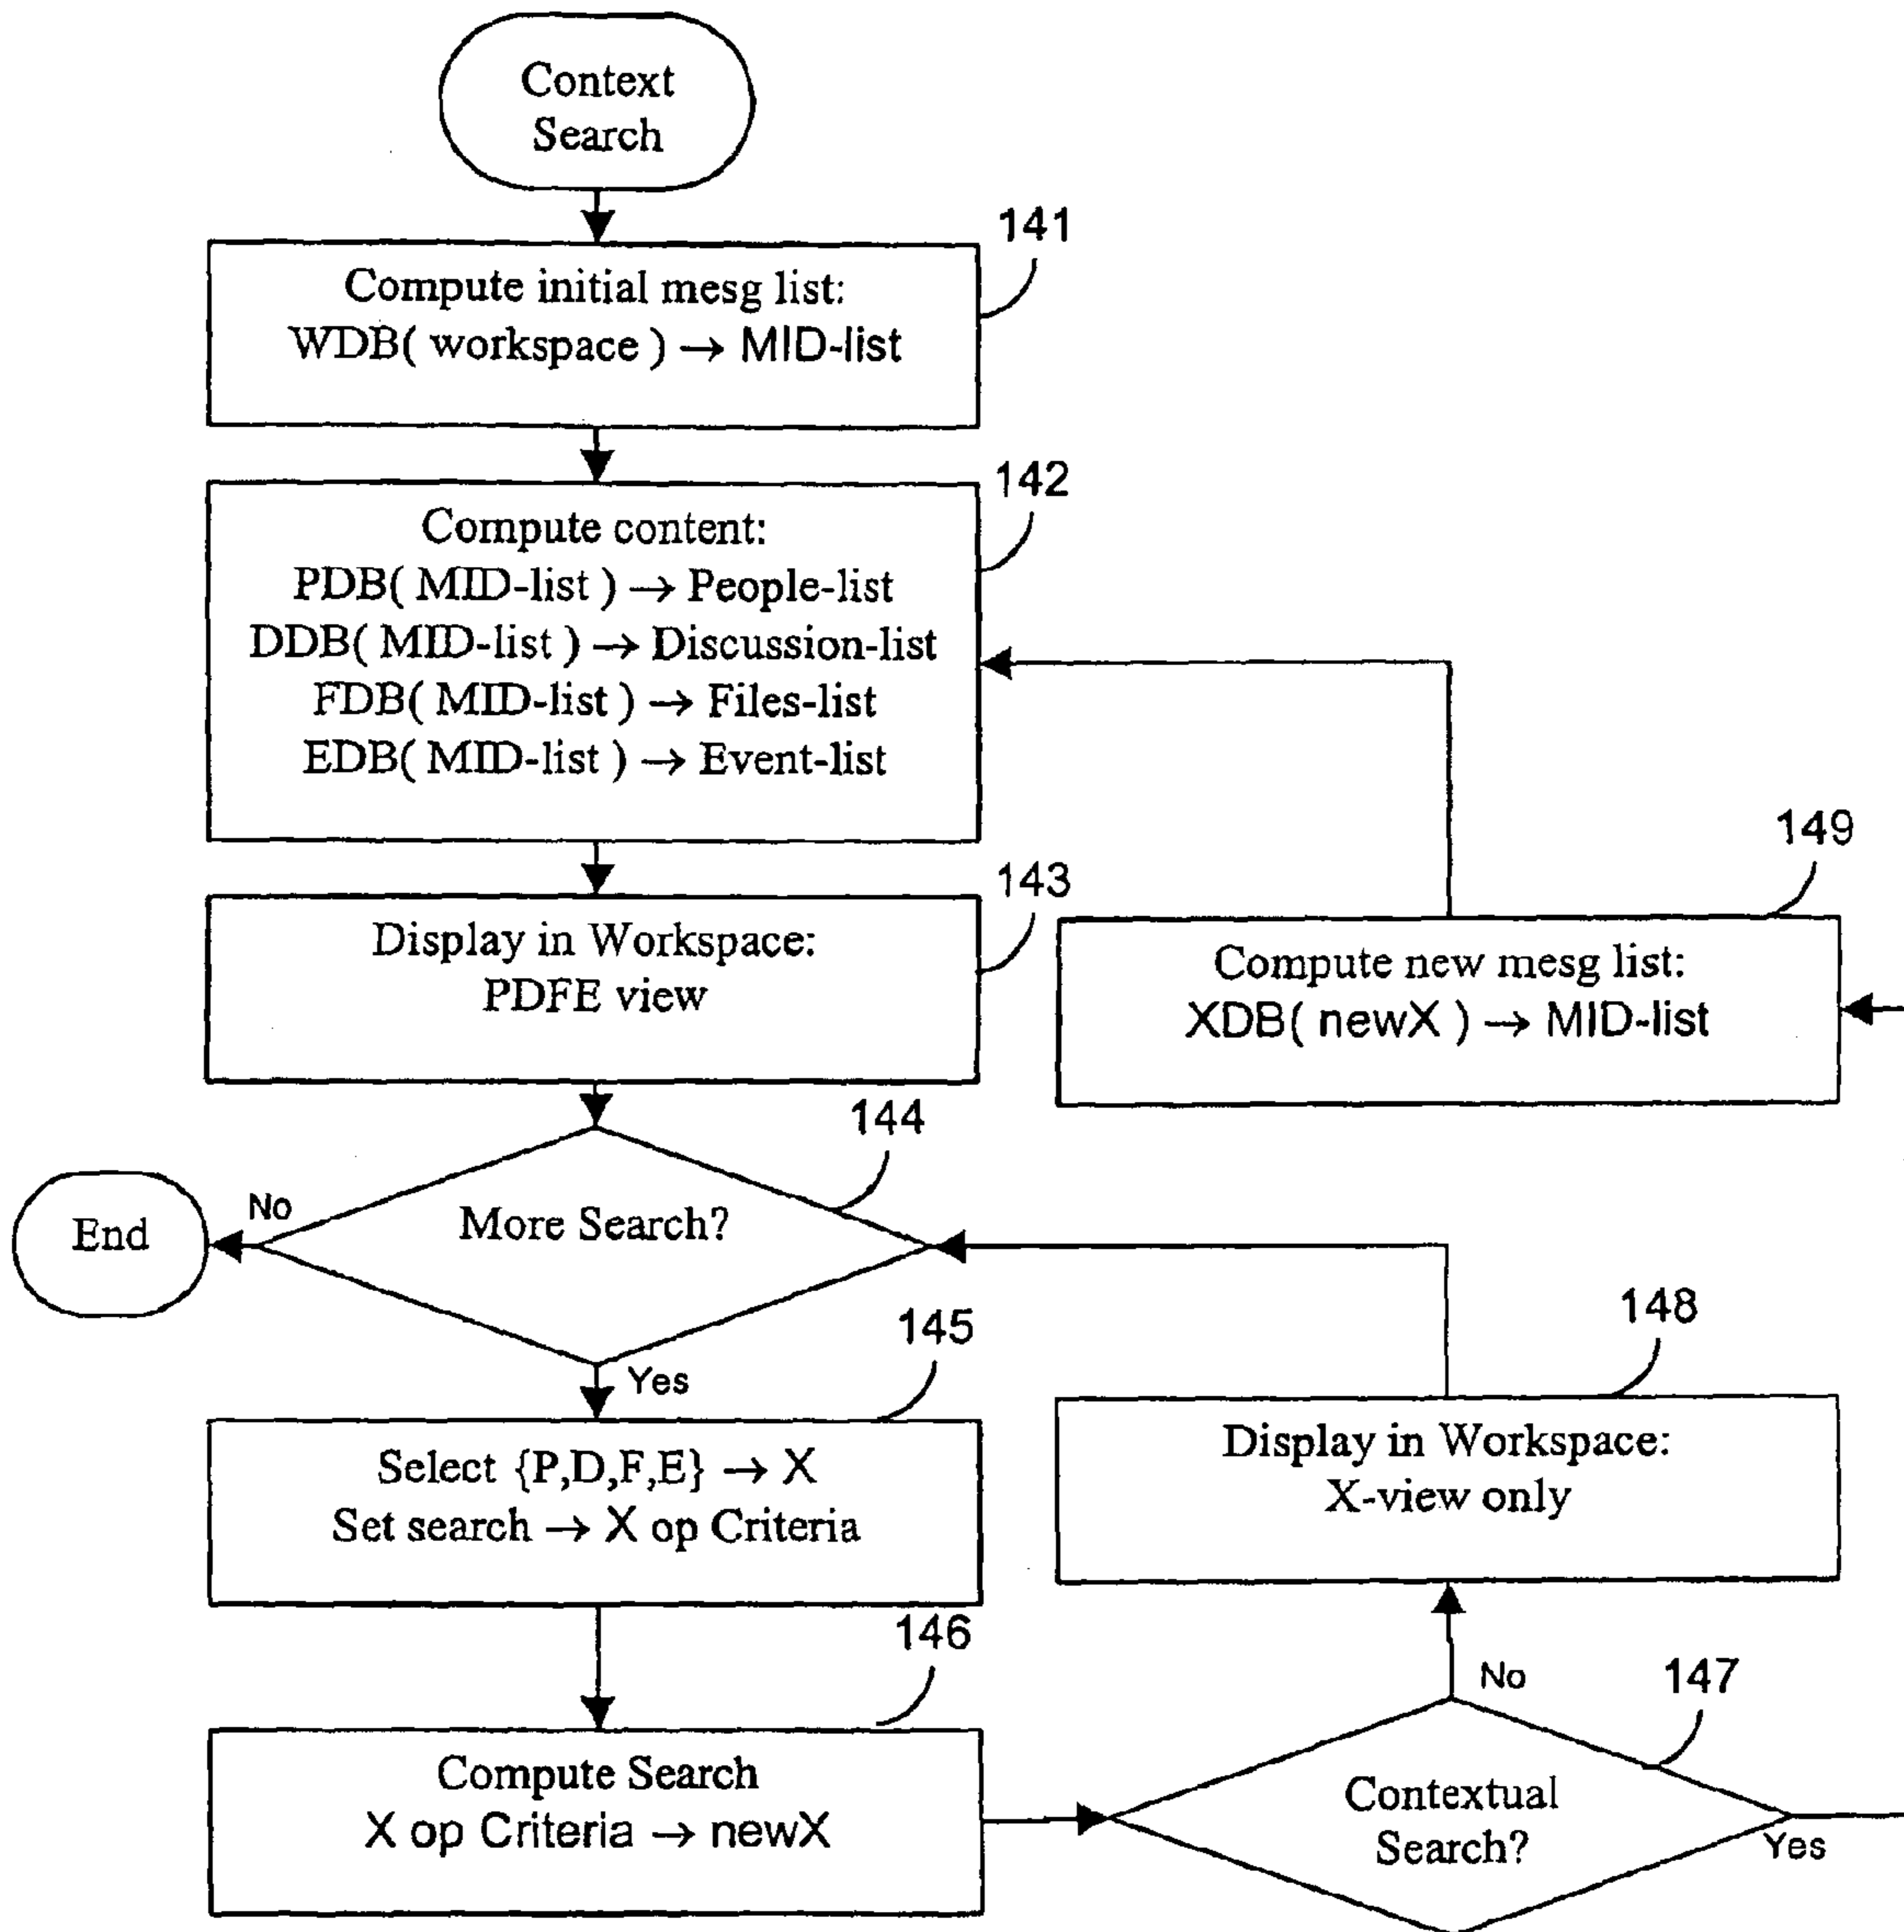 Context
Search
141
Compute initial mesg list:
WDB( workspace ) → MID-list
142
Compute content:
PDB( MID-list ) → People-list
DDB( MID-list ) → Discussion-list
FDB( MID-list ) → Files-list
EDB( MID-list ) → Event-list
143
Display in Workspace:
PDFE view
149
Compute new mesg list:
XDB( newX ) → MID-list
144
More Search?
No
End
Yes
145
Select {P,D,F,E} → X
Set search → X op Criteria
148
Display in Workspace:
X-view only
146
Compute Search
X op Criteria → newX
147
No
Contextual
Search?
Yes